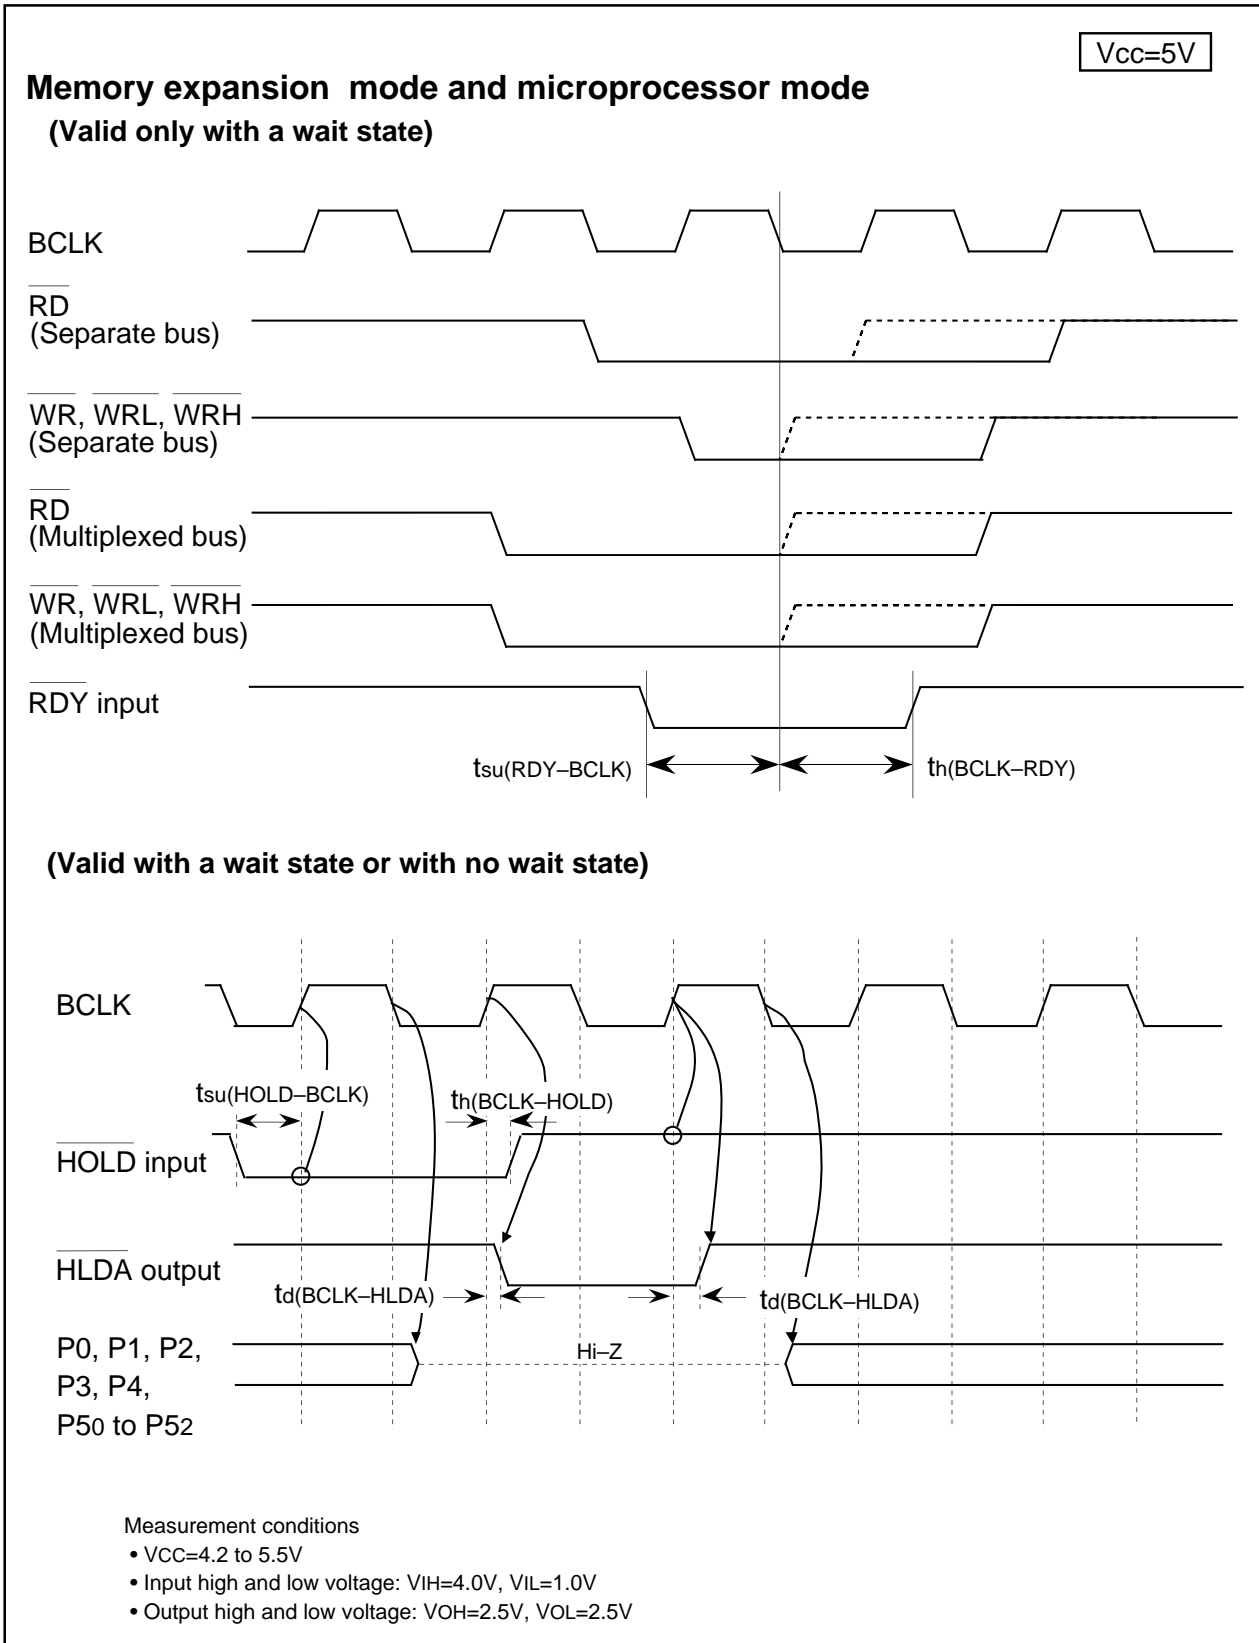 Vcc=5V
Memory expansion mode and microprocessor mode
(Valid only with a wait state)
BCLK
RD
(Separate bus)
WR, WRL, WRH
(Separate bus)
RD
(Multiplexed bus)
WR, WRL, WRH
(Multiplexed bus)
RDY input
tsu(RDY–BCLK)
th(BCLK–RDY)
(Valid with a wait state or with no wait state)
BCLK
tsu(HOLD–BCLK)
th(BCLK–HOLD)
HOLD input
HLDA output
td(BCLK–HLDA)
td(BCLK–HLDA)
P0, P1, P2,
P3, P4,
P50 to P52
Hi–Z
Measurement conditions
• VCC=4.2 to 5.5V
• Input high and low voltage: VIH=4.0V, VIL=1.0V
• Output high and low voltage: VOH=2.5V, VOL=2.5V